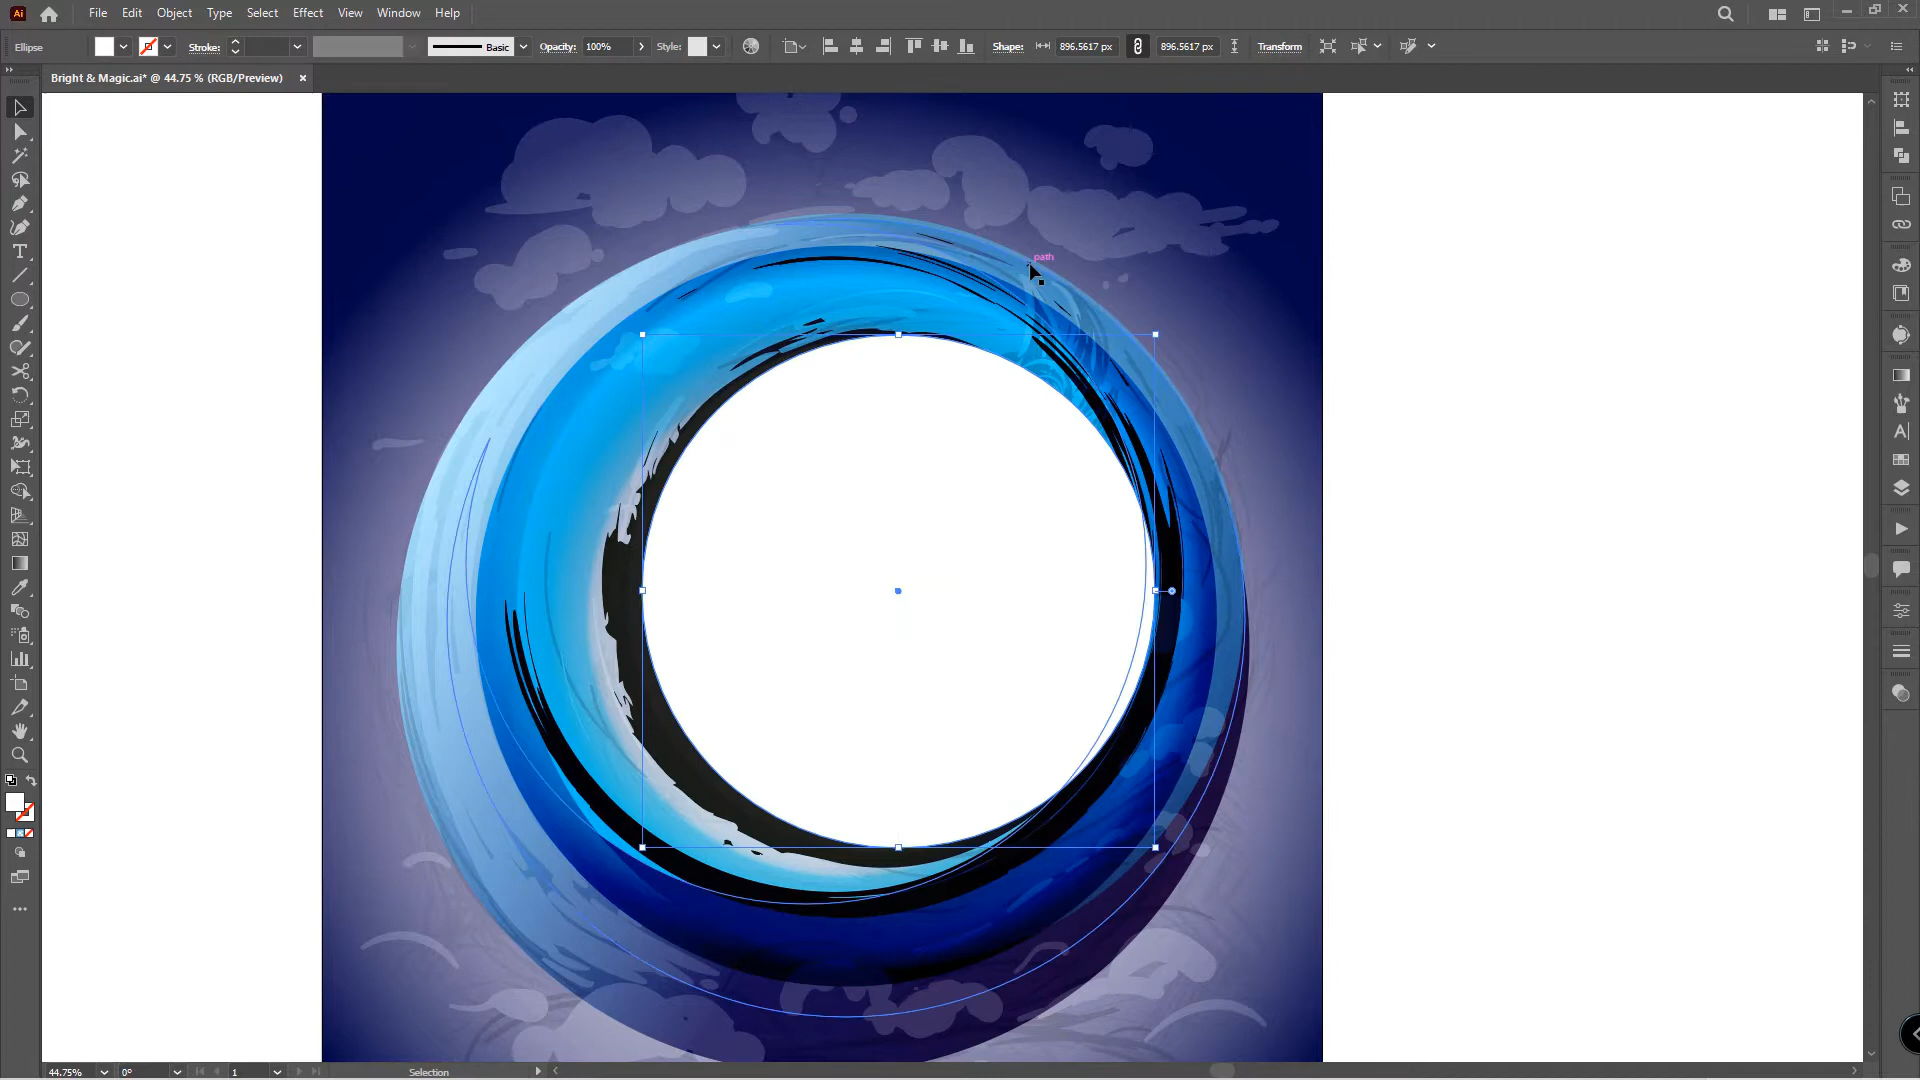 Ai File Edit Object Type Select Effect View Window Help
Ellipse Stroke: Basic Opacity: 100% Style: Shape: 896.5617 px 896.5617 px Transform
Bright & Magic.ai* @ 44.75 % (RGB/Preview) ×
path
44.75% 0° 1 Selection